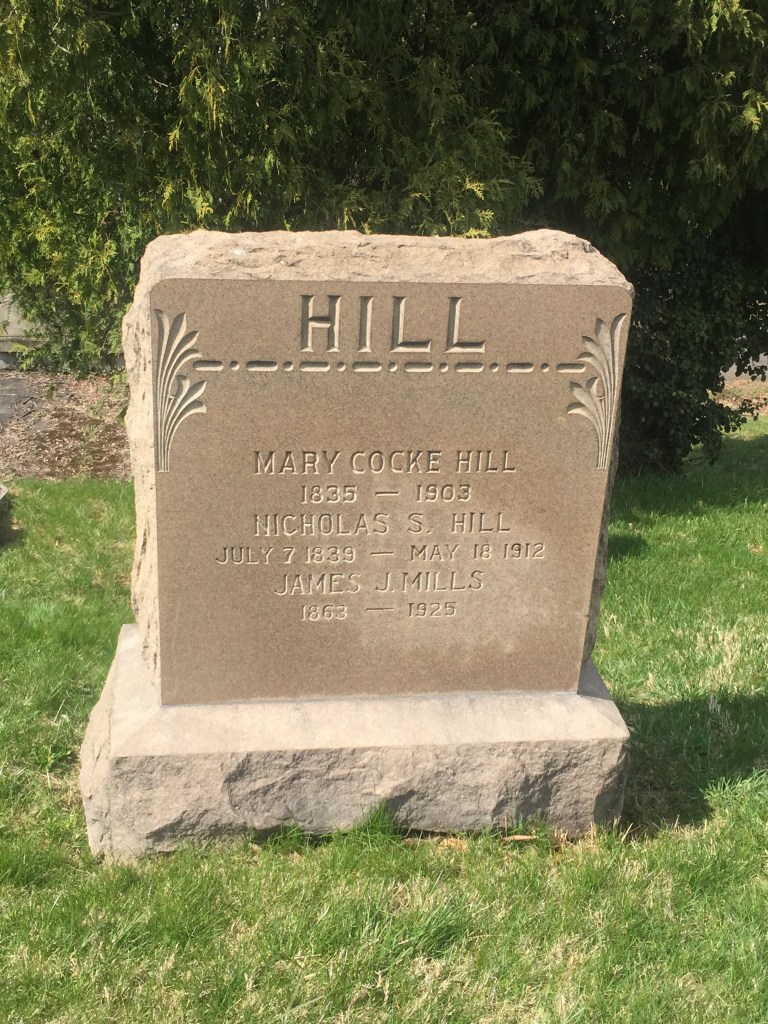 HILL
MARY COCKE HILL
1835 — 1903
NICHOLAS S. HILL
JULY 7 1839 — MAY 18 1912
JAMES J. MILLS
1863 — 1925